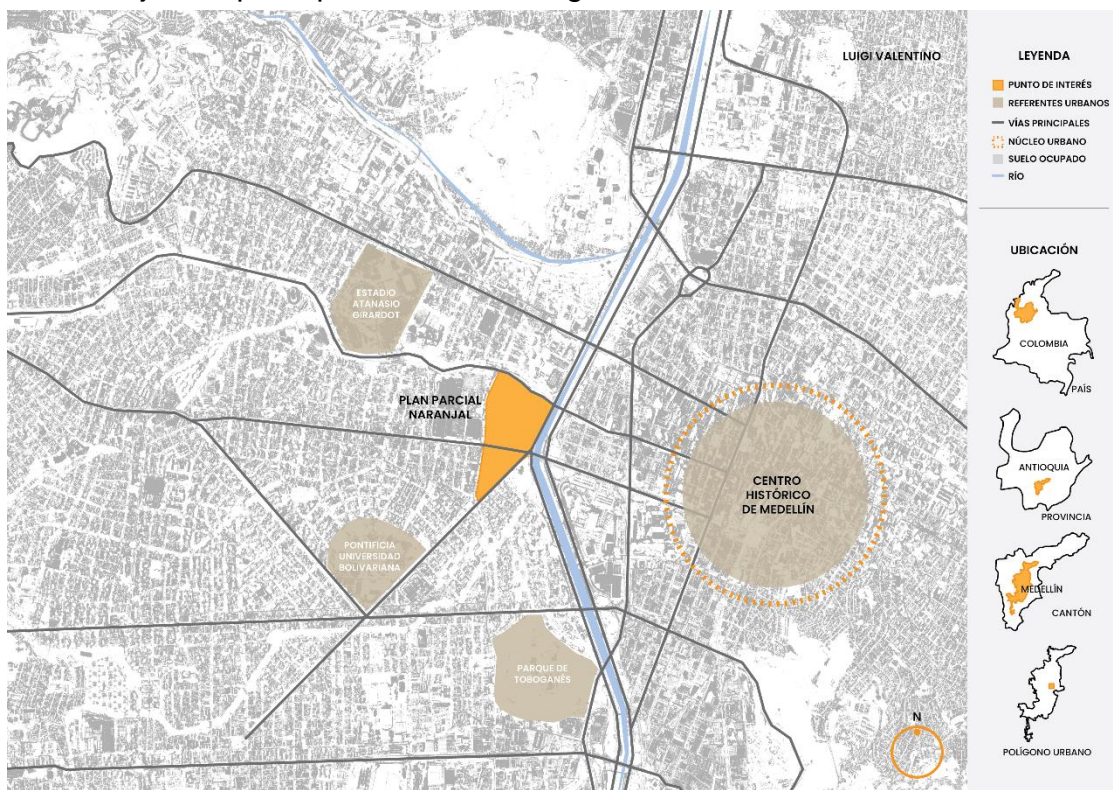 LUIGI VALENTINO
ESTADIO
ATANASIO
GIRARDOT
PLAN PARCIAL
NARANJAL
CENTRO
HISTÓRICO
DE MEDELLÍN
PONTIFICIA
UNIVERSIDAD
BOLIVARIANA
PARQUE DE
TOBOGANES
N
LEYENDA
PUNTO DE INTERÉS
REFERENTES URBANOS
VÍAS PRINCIPALES
NÚCLEO URBANO
SUELO OCUPADO
RÍO
UBICACIÓN
COLOMBIA
PAÍS
ANTIOQUIA
PROVINCIA
MEDELLÍN
CANTÓN
POLÍGONO URBANO